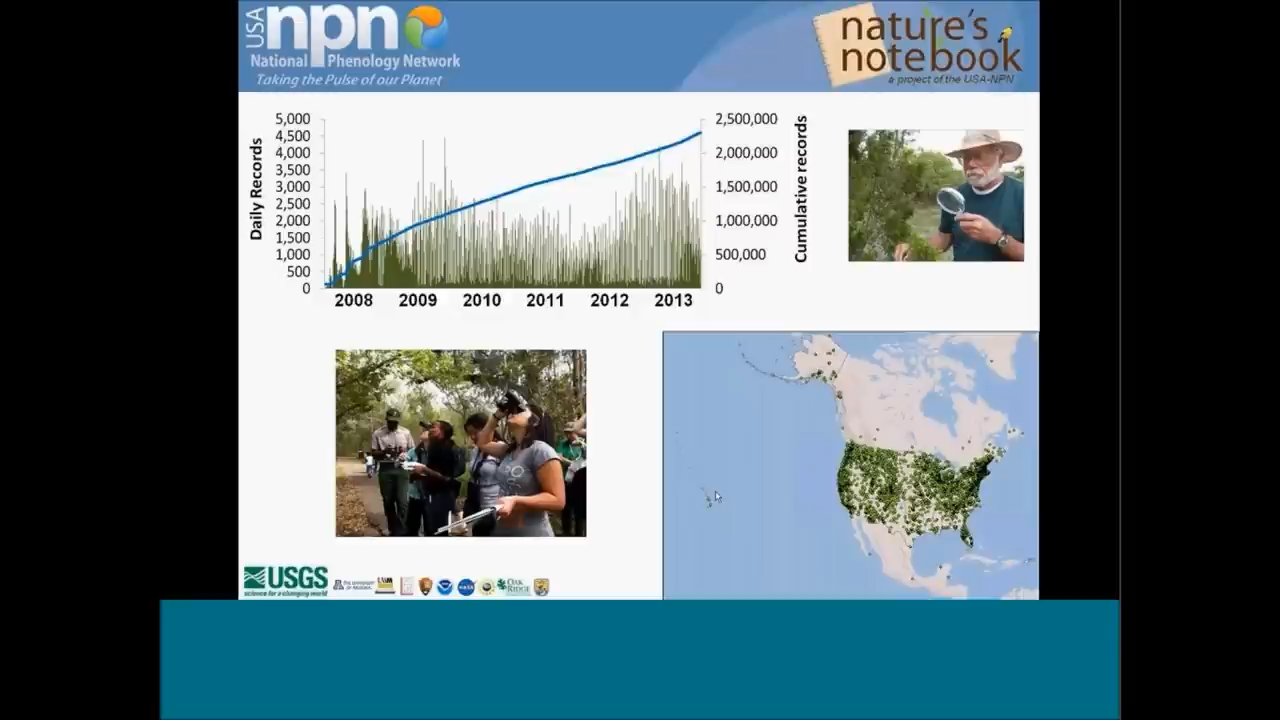 USA npn
National Phenology Network
Taking the Pulse of our Planet
nature's
notebook
a project of the USA-NPN
Daily Records
5,000
4,500
4,000
3,500
3,000
2,500
2,000
1,500
1,000
500
0
2,500,000
2,000,000
1,500,000
1,000,000
500,000
0
Cumulative records
2008 2009 2010 2011 2012 2013
USGS
science for a changing world
OAK
RIDGE